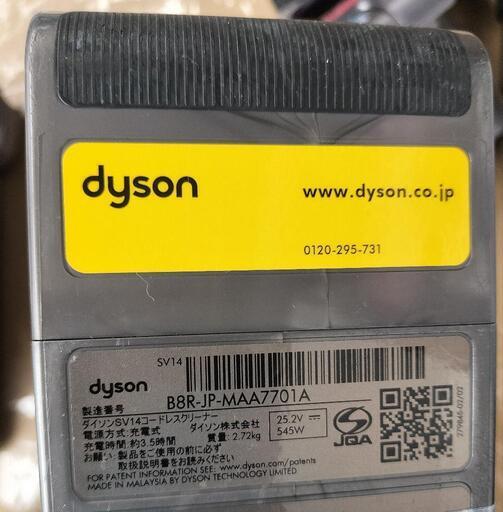 dyson
www.dyson.co.jp
0120-295-731
SV14
dyson
B8R-JP-MAA7701A
製造番号
ダイソンSV14コードレスクリーナー
電源方式:充電式 ダイソン株式会社
充電時間:約3.5時間 質量:2.72kg
お願い:製品をご使用の前に必ず
取扱説明書をお読みください
25.2V
545W
JQA
FOR PATENT INFORMATION SEE: www.dyson.com/patents
MADE IN MALAYSIA BY DYSON TECHNOLOGY LIMITED